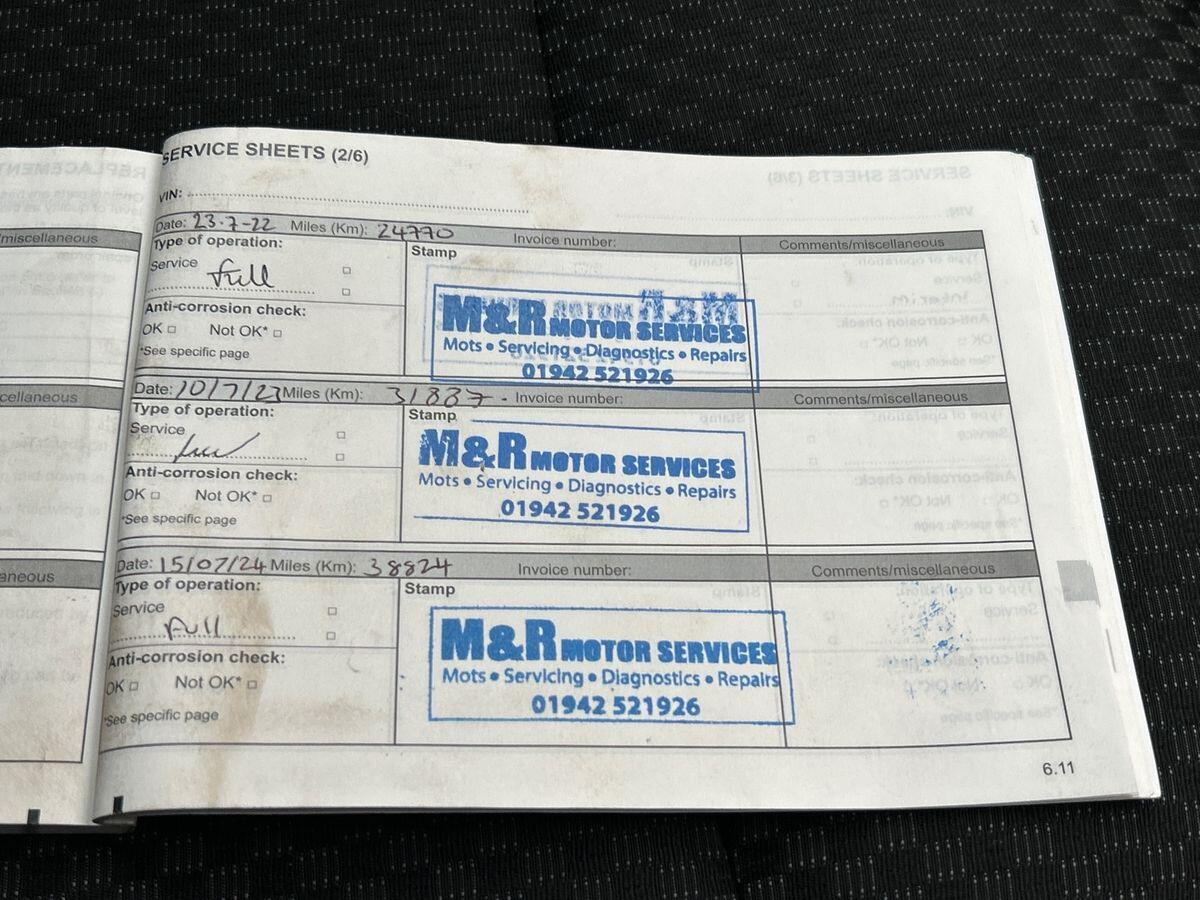 SERVICE SHEETS (2/6)
VIN:
Date: 23-7-22 Miles (Km): 24770 Invoice number: Comments/miscellaneous
Type of operation:
Service full
Anti-corrosion check:
OK Not OK*
*See specific page
Stamp
M&R MOTOR SERVICES
Mots • Servicing • Diagnostics • Repairs
01942 521926
Date: 10/7/23 Miles (Km): 31887 Invoice number: Comments/miscellaneous
Type of operation:
Service
Anti-corrosion check:
OK Not OK*
*See specific page
Stamp
M&R MOTOR SERVICES
Mots • Servicing • Diagnostics • Repairs
01942 521926
Date: 15/07/24 Miles (Km): 38824 Invoice number: Comments/miscellaneous
Type of operation:
Service full
Anti-corrosion check:
OK Not OK*
*See specific page
Stamp
M&R MOTOR SERVICES
Mots • Servicing • Diagnostics • Repairs
01942 521926
6.11
/miscellaneous
cellaneous
aneous